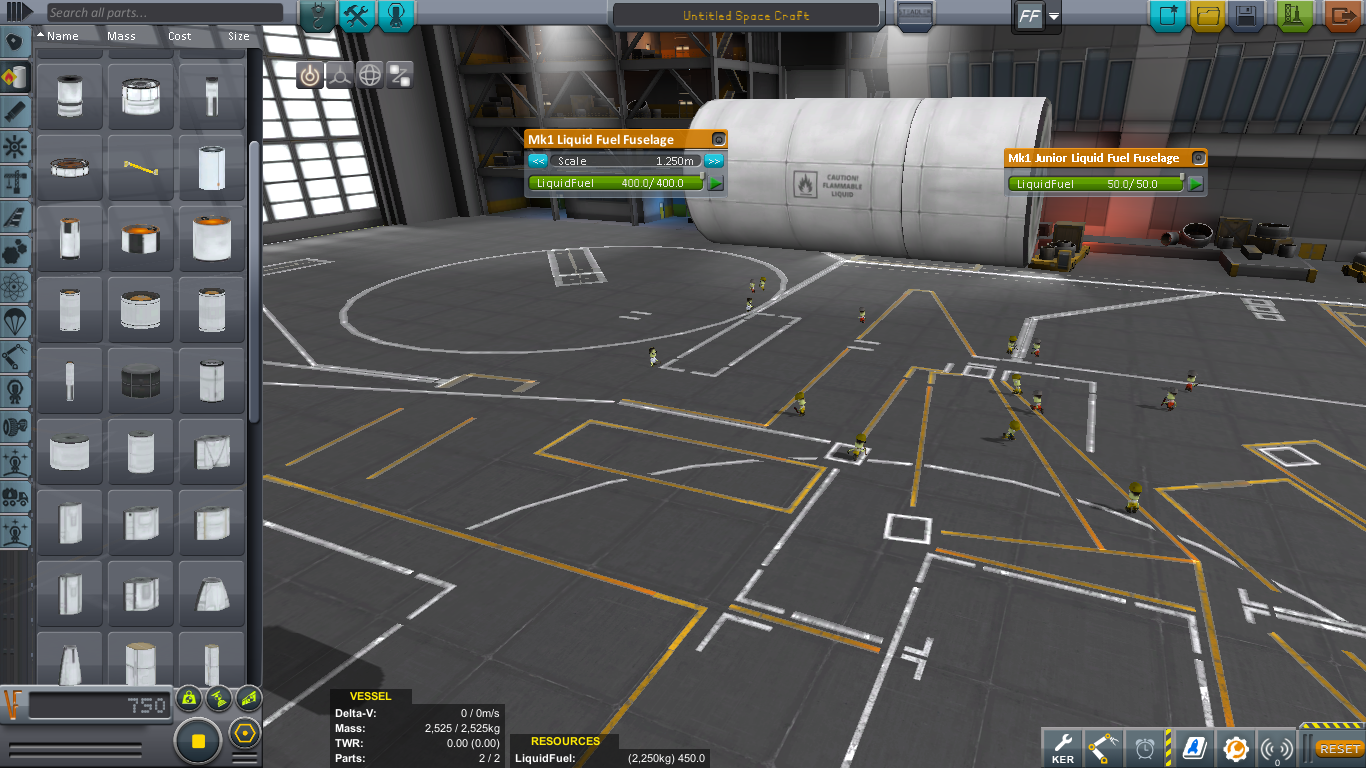 Search all parts...
Untitled Space Craft
FF
Name Mass Cost Size
CAUTION!
FLAMMABLE
LIQUID
Mk1 Liquid Fuel Fuselage
<< Scale 1.250m >>
LiquidFuel 400.0/400.0
Mk1 Junior Liquid Fuel Fuselage
LiquidFuel 50.0/50.0
750
VESSEL
Delta-V: 0 / 0m/s
Mass: 2,525 / 2,525kg
TWR: 0.00 (0.00)
Parts: 2 / 2
RESOURCES
LiquidFuel: (2,250kg) 450.0
KER
A
0
RESET